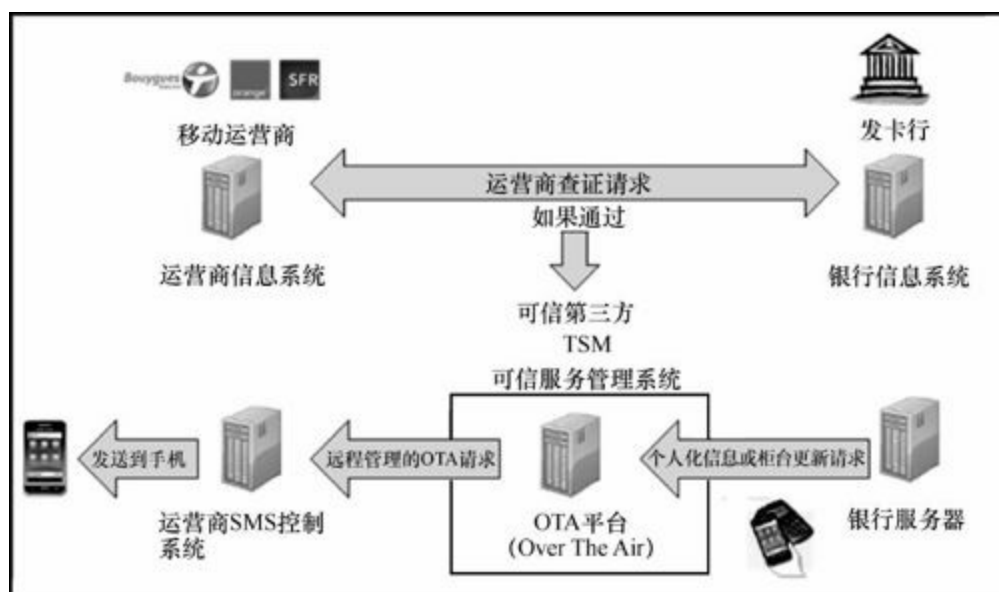 Bouygues
orange
SFR
移动运营商
发卡行
运营商查证请求
如果通过
运营商信息系统
银行信息系统
可信第三方
TSM
可信服务管理系统
发送到手机
远程管理的OTA请求
个人化信息或柜台更新请求
运营商SMS控制
系统
OTA平台
(Over The Air)
银行服务器